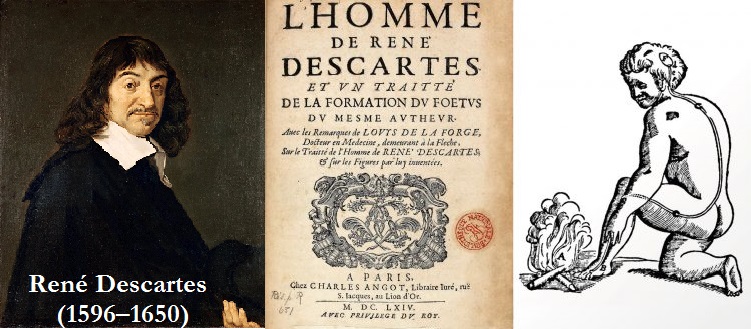 René Descartes
(1596–1650)
L'HOMME
DE RENE'
DESCARTES
ET VN TRAITTÉ
DE LA FORMATION DV FOETVS
DV MESME AVTHEVR.
Avec les Remarques de LOVIS DE LA FORGE,
Docteur en Medecine, demeurant à la Fleche,
Sur le Traitté de l'Homme de RENE' DESCARTES;
& sur les Figures par luy inventées.
A PARIS,
Chez CHARLES ANGOT, Libraire Iuré, ruë
S. Iacques, au Lion d'Or.
M. DC. LXIV.
AVEC PRIVILEGE DV ROY.